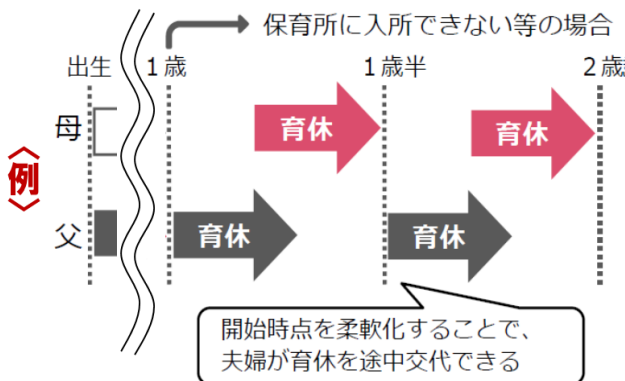 保育所に入所できない等の場合
出生
1歳
1歳半
2歳
母
育休
育休
〈例〉
父
育休
育休
開始時点を柔軟化することで、
夫婦が育休を途中交代できる